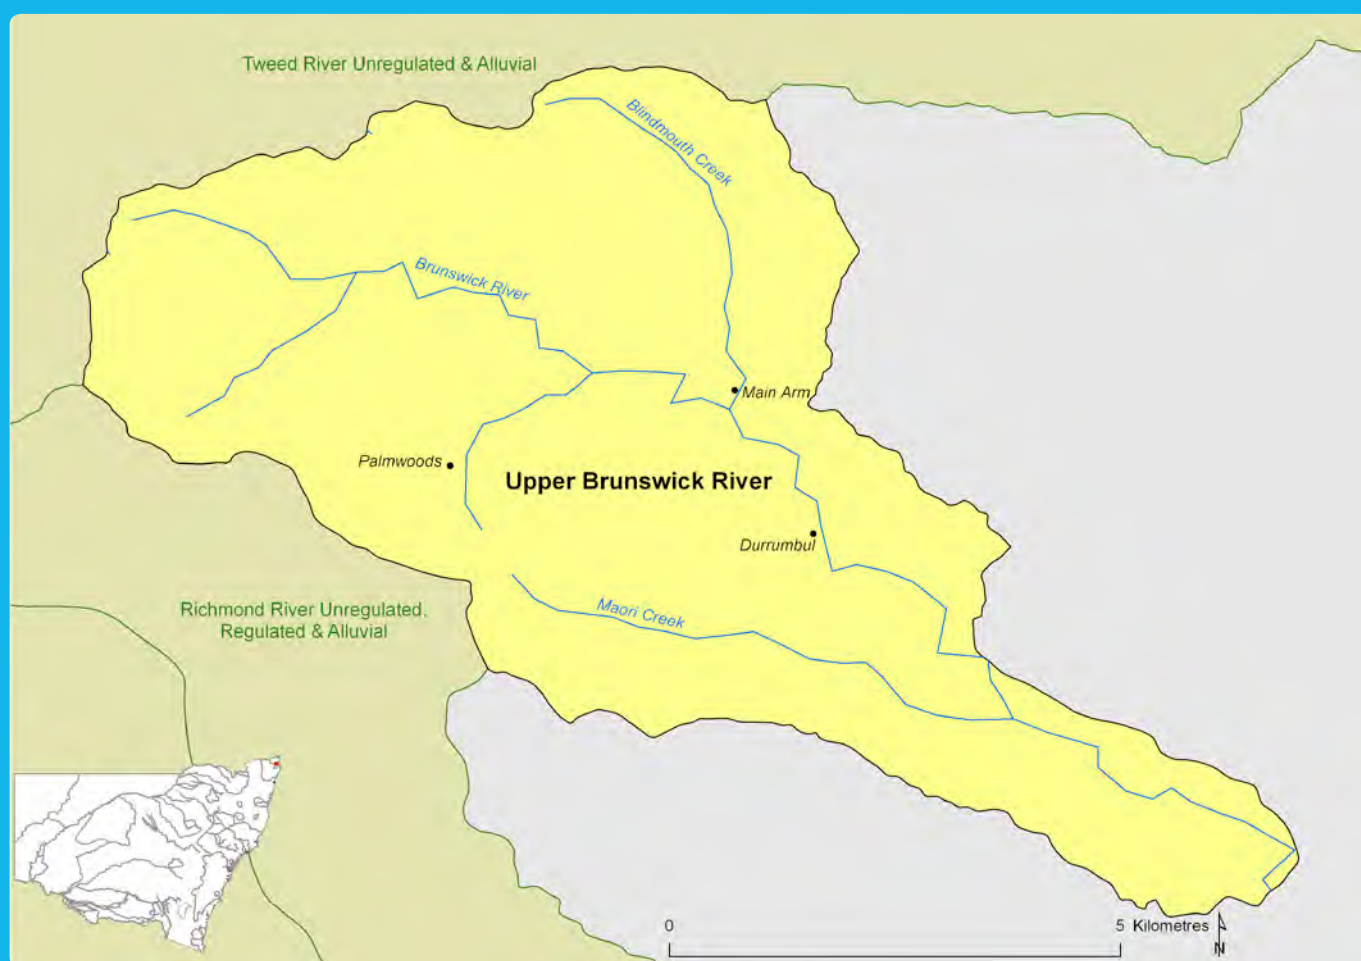 Tweed River Unregulated & Alluvial
Blindmouth Creek
Brunswick River
Main Arm
Palmwoods
Upper Brunswick River
Durrumbul
Maori Creek
Richmond River Unregulated.
Regulated & Alluvial
0
5 Kilometres
N